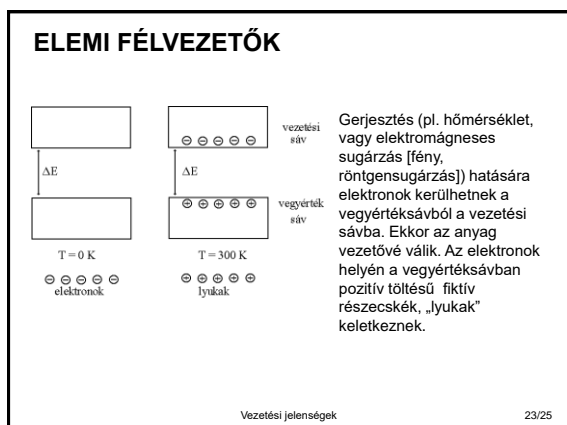 ELEMI FÉLVEZETŐK
vezetési
sáv
ΔE
ΔE
vegyérték
sáv
T = 0 K
T = 300 K
elektronok
lyukak
Gerjesztés (pl. hőmérséklet,
vagy elektromágneses
sugárzás [fény,
röntgensugárzás]) hatására
elektronok kerülhetnek a
vegyértéksávból a vezetési
sávba. Ekkor az anyag
vezetővé válik. Az elektronok
helyén a vegyértéksávban
pozitív töltésű fiktív
részecskék, „lyukak”
keletkeznek.
Vezetési jelenségek
23/25